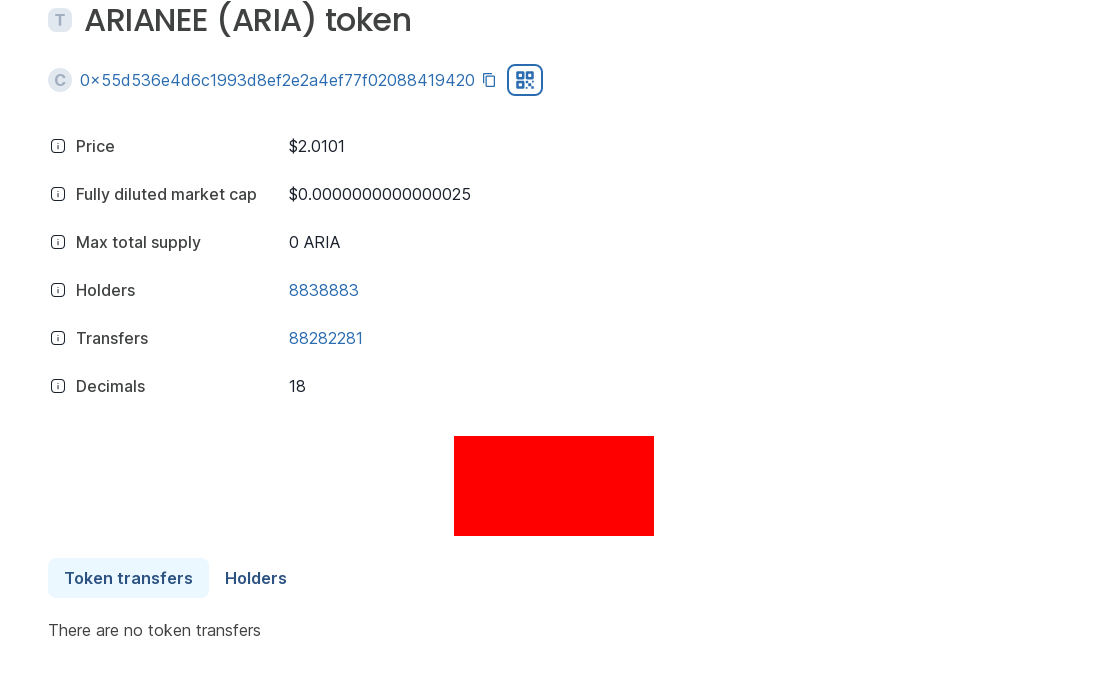 T ARIANEE (ARIA) token
C 0x55d536e4d6c1993d8ef2e2a4ef77f02088419420
Price $2.0101
Fully diluted market cap $0.0000000000000025
Max total supply 0 ARIA
Holders 8838883
Transfers 88282281
Decimals 18
Token transfers Holders
There are no token transfers